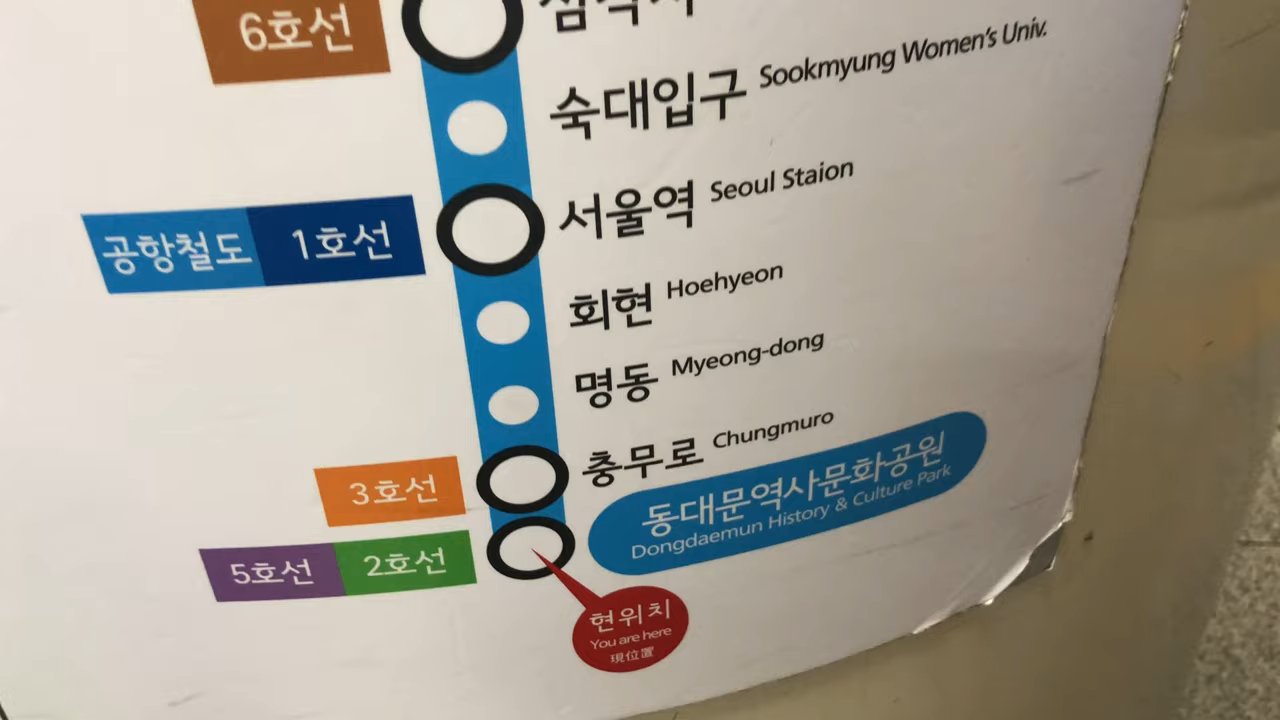 6호선
숙대입구 Sookmyung Women's Univ.
공항철도 1호선 서울역 Seoul Staion
회현 Hoehyeon
명동 Myeong-dong
3호선 충무로 Chungmuro
5호선 2호선 동대문역사문화공원
Dongdaemun History & Culture Park
현위치
You are here
現位置